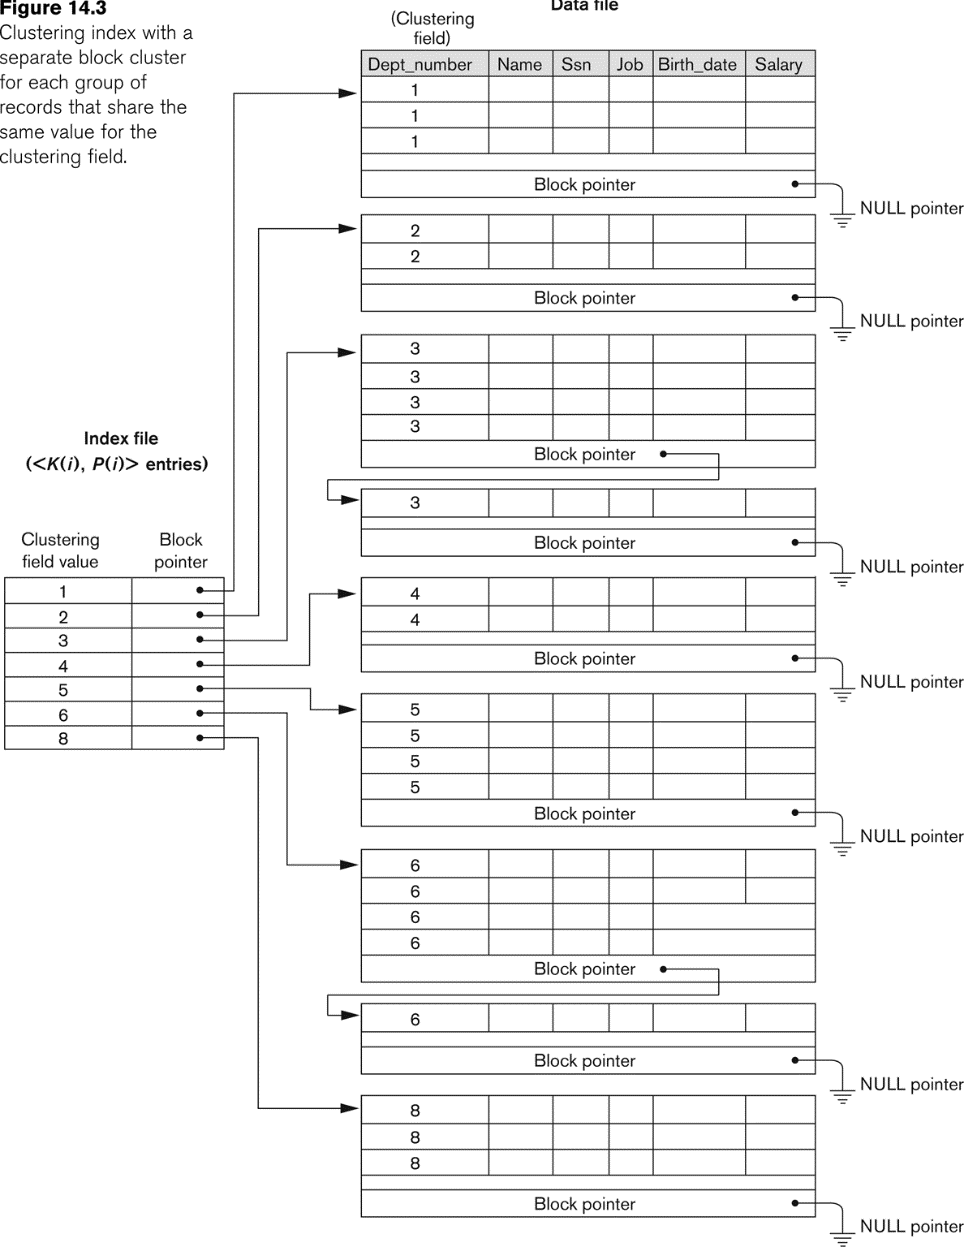 Figure 14.3
Clustering index with a
separate block cluster
for each group of
records that share the
same value for the
clustering field.
Data file
(Clustering
field)
Dept_number Name Ssn Job Birth_date Salary
1
1
1
Block pointer
NULL pointer
2
2
Block pointer
NULL pointer
3
3
3
3
Block pointer
3
Block pointer
NULL pointer
4
4
Block pointer
NULL pointer
5
5
5
5
Block pointer
NULL pointer
6
6
6
6
Block pointer
6
Block pointer
NULL pointer
8
8
8
Block pointer
NULL pointer
Index file
(<K(i), P(i)> entries)
Clustering
field value
Block
pointer
1
2
3
4
5
6
8